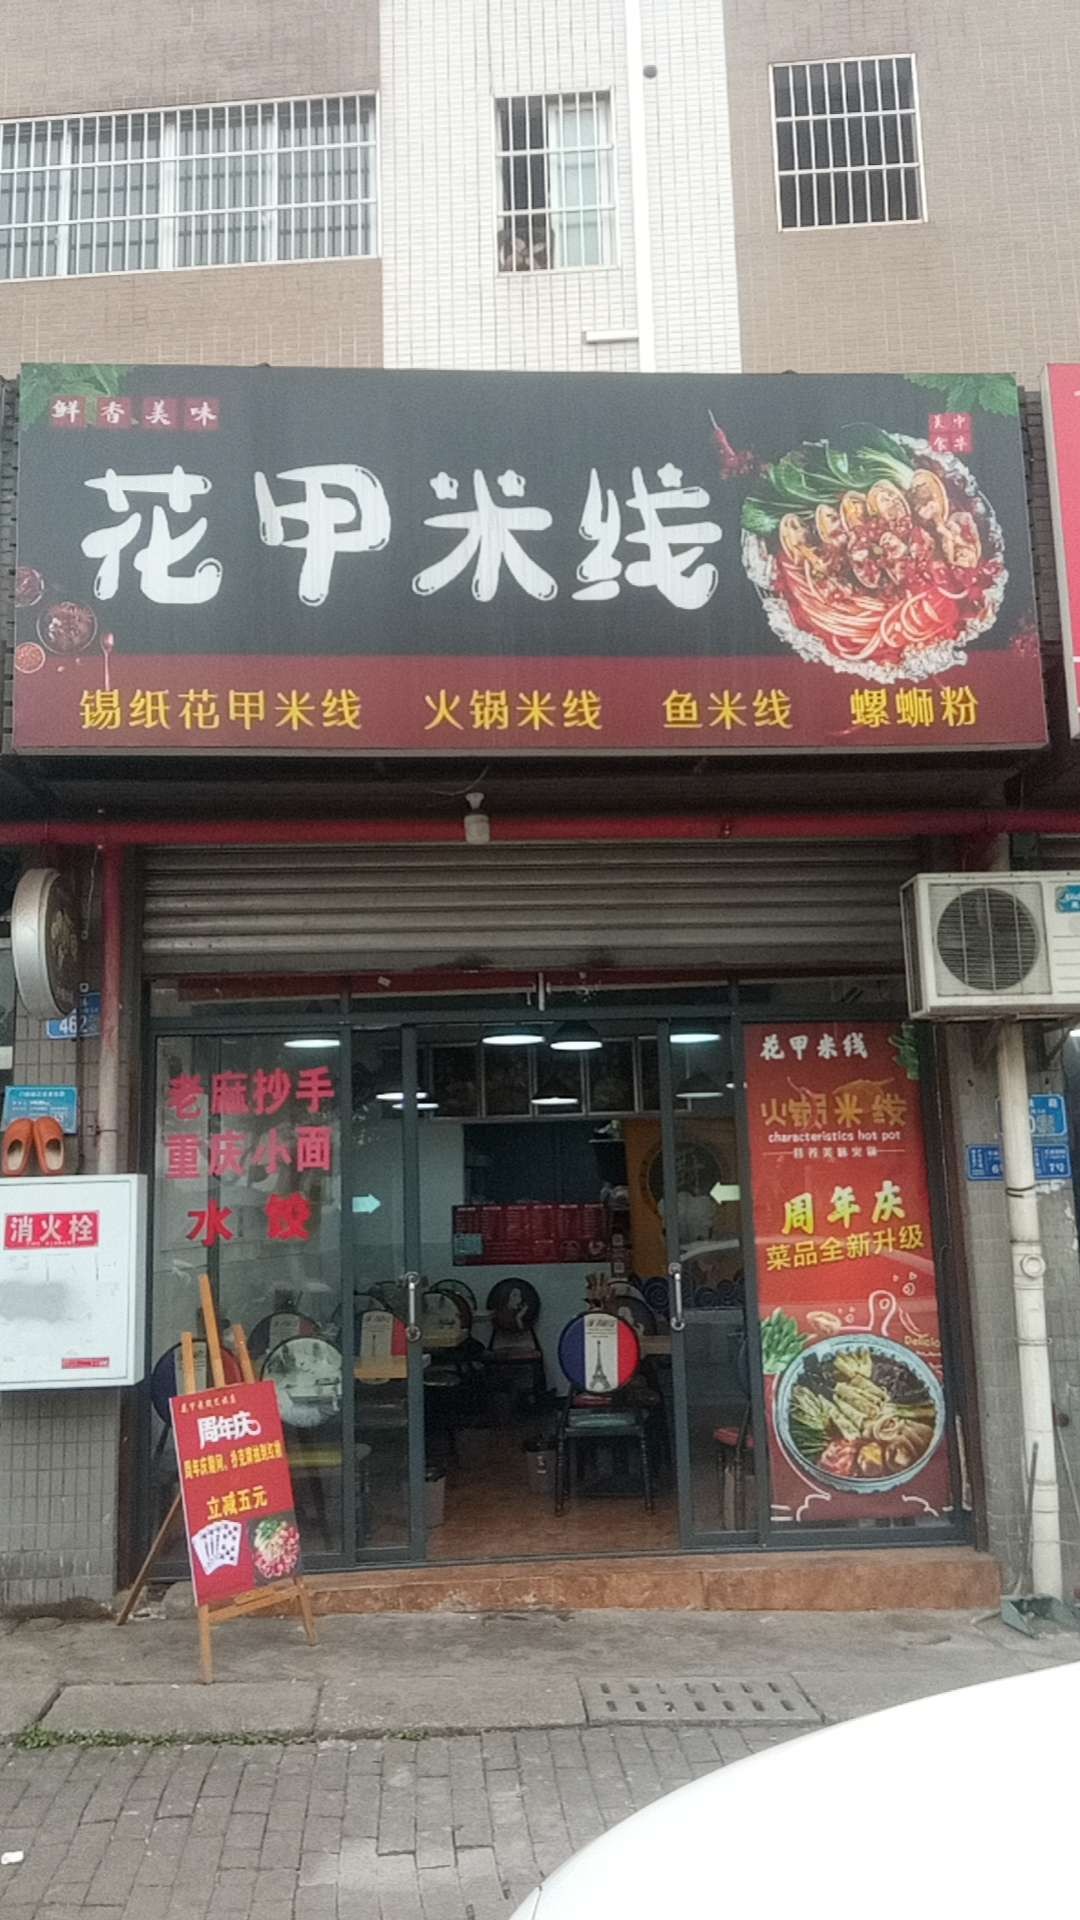 鲜香美味
中华
美食
花甲米线
锡纸花甲米线 火锅米线 鱼米线 螺蛳粉
462
老麻抄手
重庆小面
水饺
消火栓
花甲米线
火锅米线
characteristics hot pot
周年庆
菜品全新升级
Delicio
周年庆
立减五元